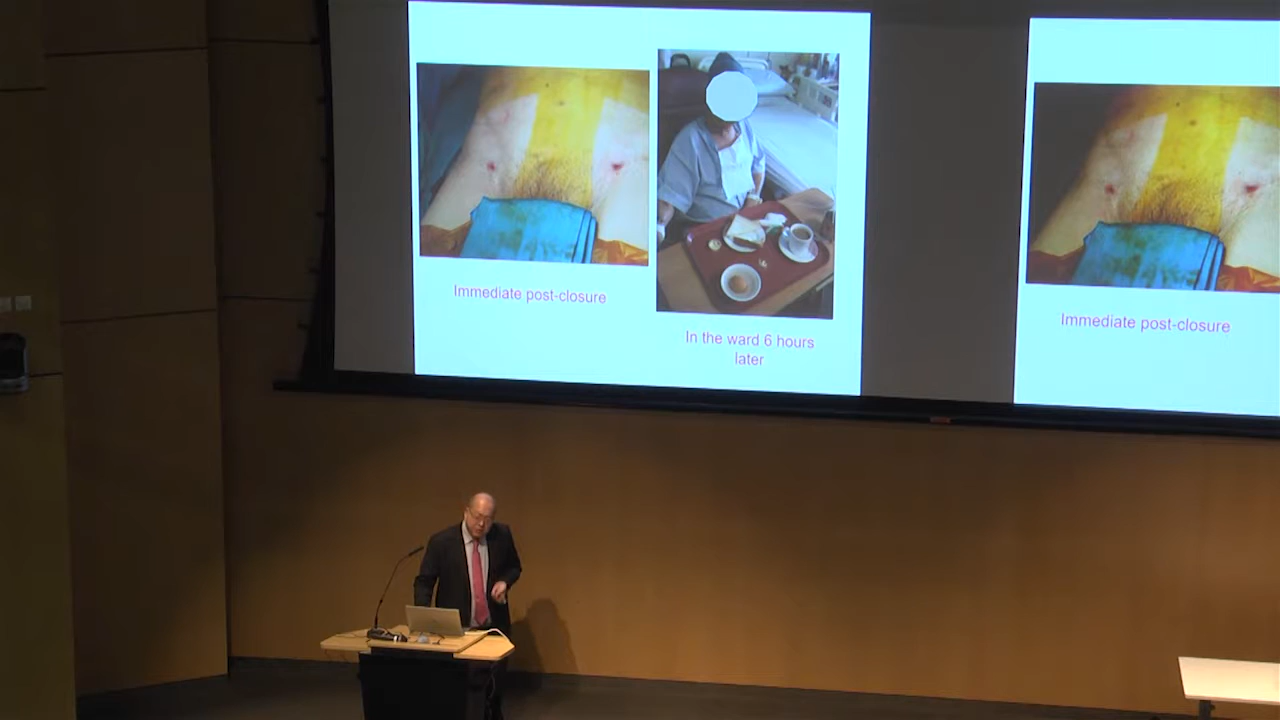 Immediate post-closure
In the ward 6 hours
later
Immediate post-closure